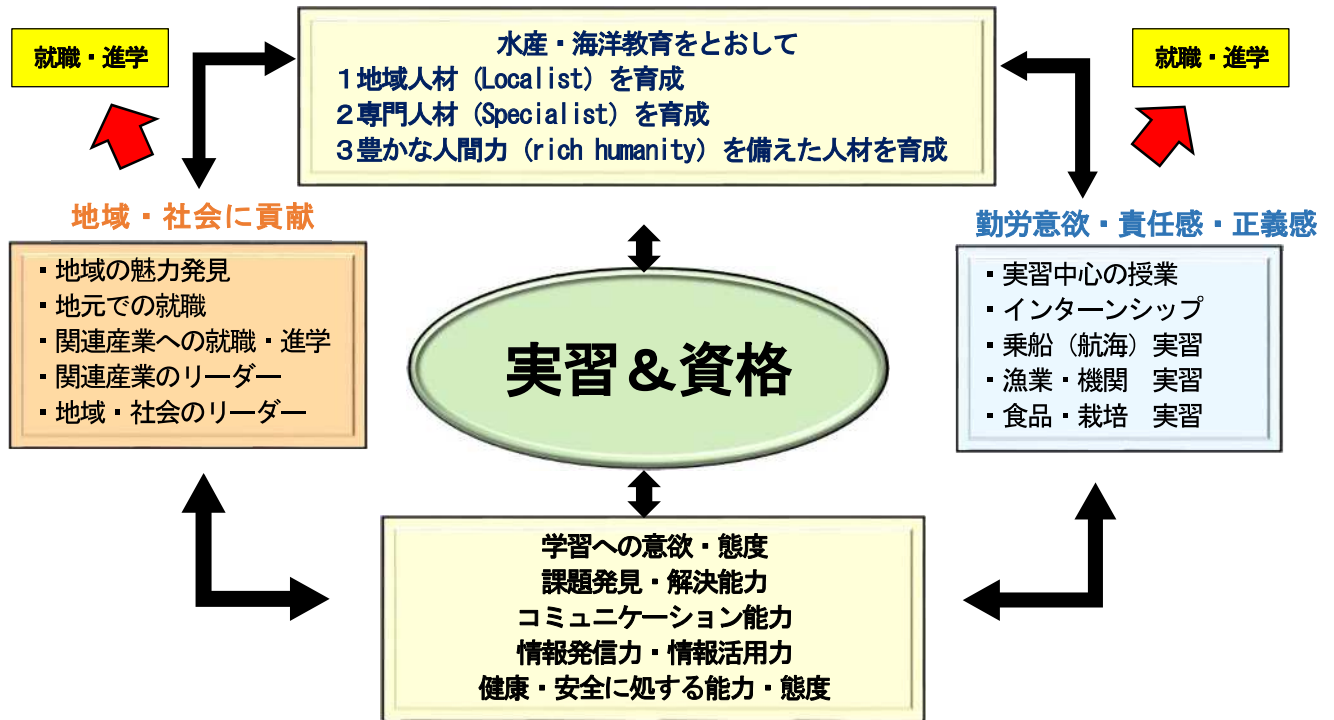 就職・進学
水産・海洋教育をとおして
1地域人材（Localist）を育成
2専門人材（Specialist）を育成
3豊かな人間力（rich humanity）を備えた人材を育成
就職・進学
地域・社会に貢献
・地域の魅力発見
・地元での就職
・関連産業への就職・進学
・関連産業のリーダー
・地域・社会のリーダー
実習＆資格
勤労意欲・責任感・正義感
・実習中心の授業
・インターンシップ
・乗船（航海）実習
・漁業・機関　実習
・食品・栽培　実習
学習への意欲・態度
課題発見・解決能力
コミュニケーション能力
情報発信力・情報活用力
健康・安全に処する能力・態度